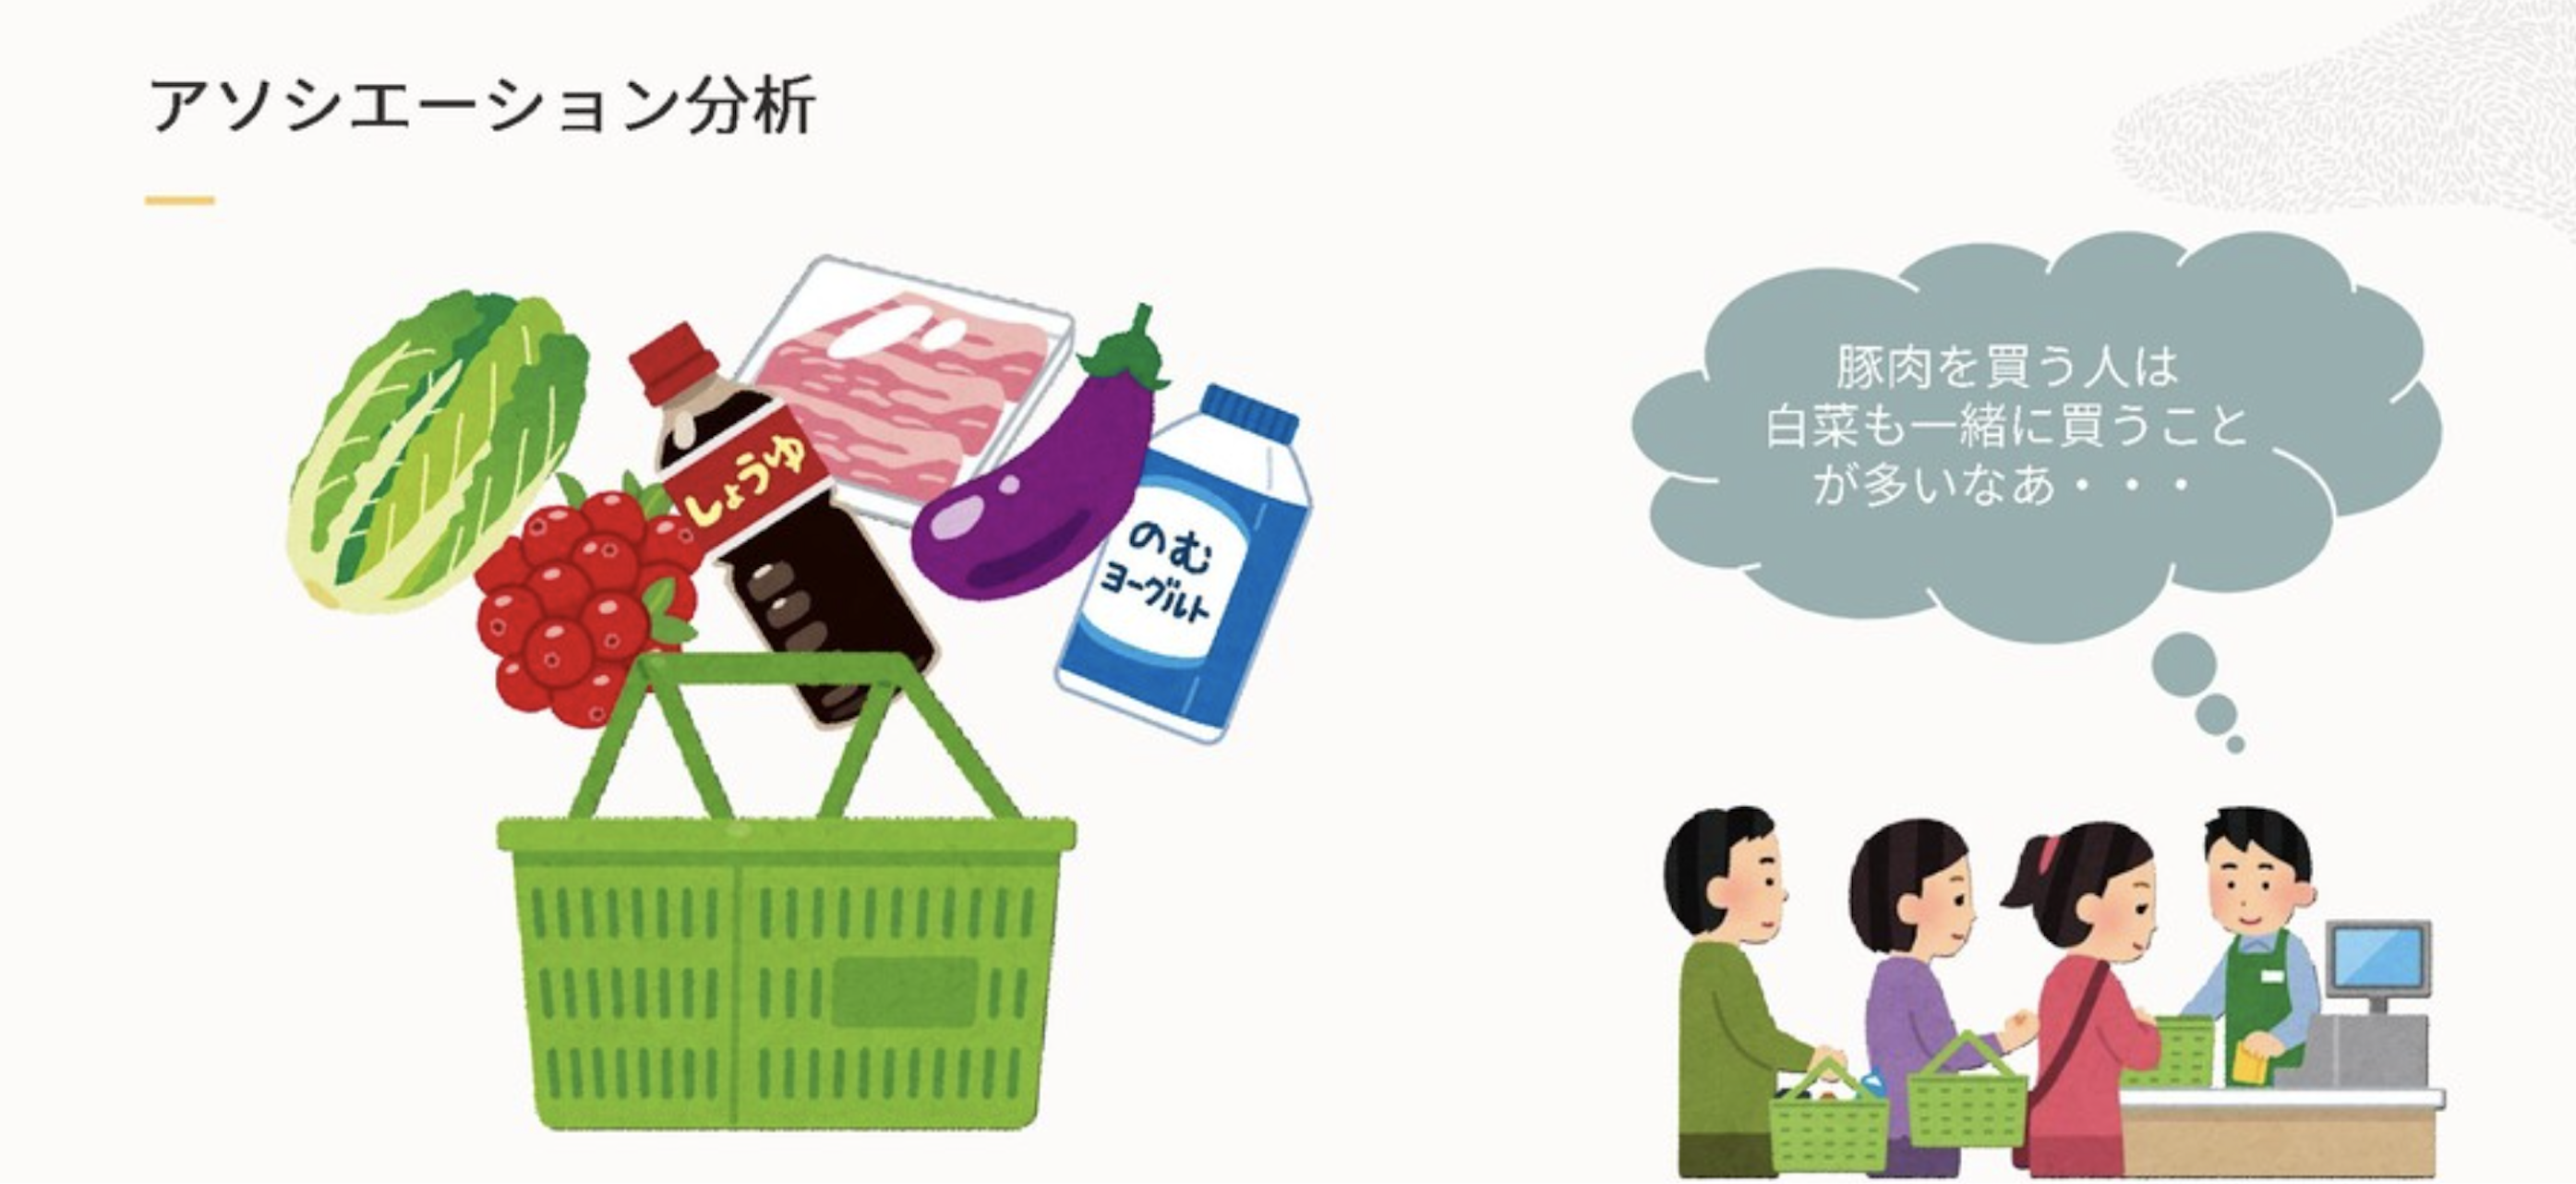 アソシエーション分析
しょうゆ
のむ
ヨーグルト
豚肉を買う人は
白菜も一緒に買うこと
が多いなあ・・・